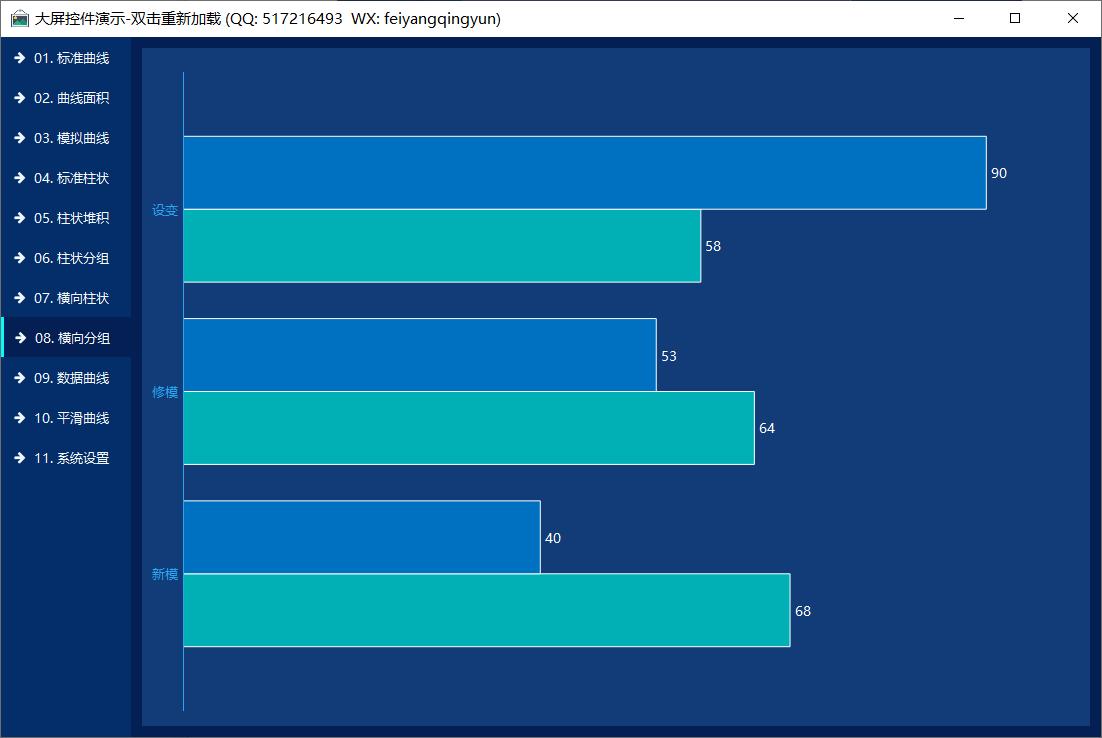 大屏控件演示-双击重新加载 (QQ: 517216493  WX: feiyangqingyun)
01. 标准曲线
02. 曲线面积
03. 模拟曲线
04. 标准柱状
05. 柱状堆积
06. 柱状分组
07. 横向柱状
08. 横向分组
09. 数据曲线
10. 平滑曲线
11. 系统设置
90
设变
58
53
修模
64
40
新模
68